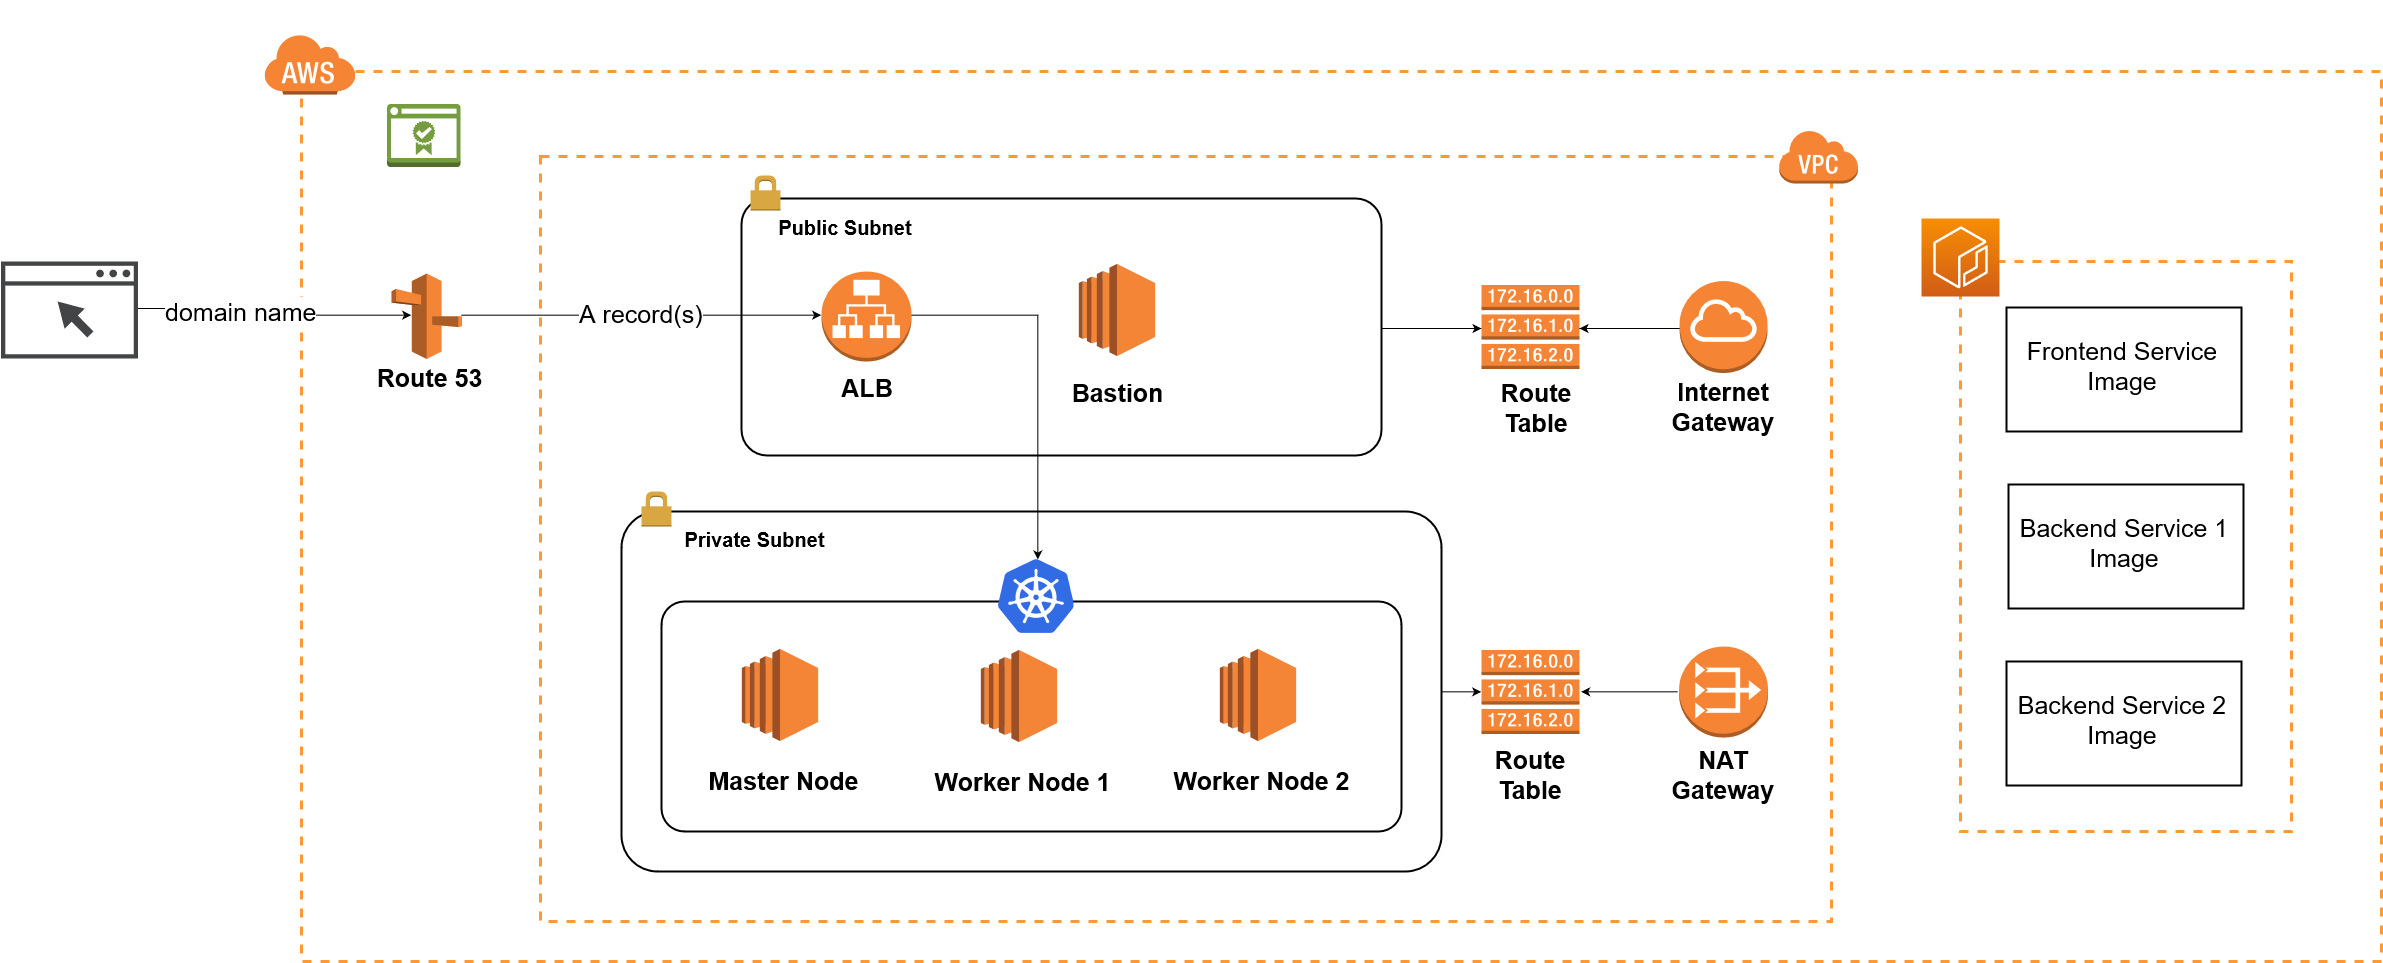 AWS
VPC
Public Subnet
domain name
A record(s)
Route 53
ALB
Bastion
172.16.0.0
172.16.1.0
172.16.2.0
Route
Table
Internet
Gateway
Frontend Service
Image
Backend Service 1
Image
Backend Service 2
Image
Private Subnet
Master Node
Worker Node 1
Worker Node 2
172.16.0.0
172.16.1.0
172.16.2.0
Route
Table
NAT
Gateway